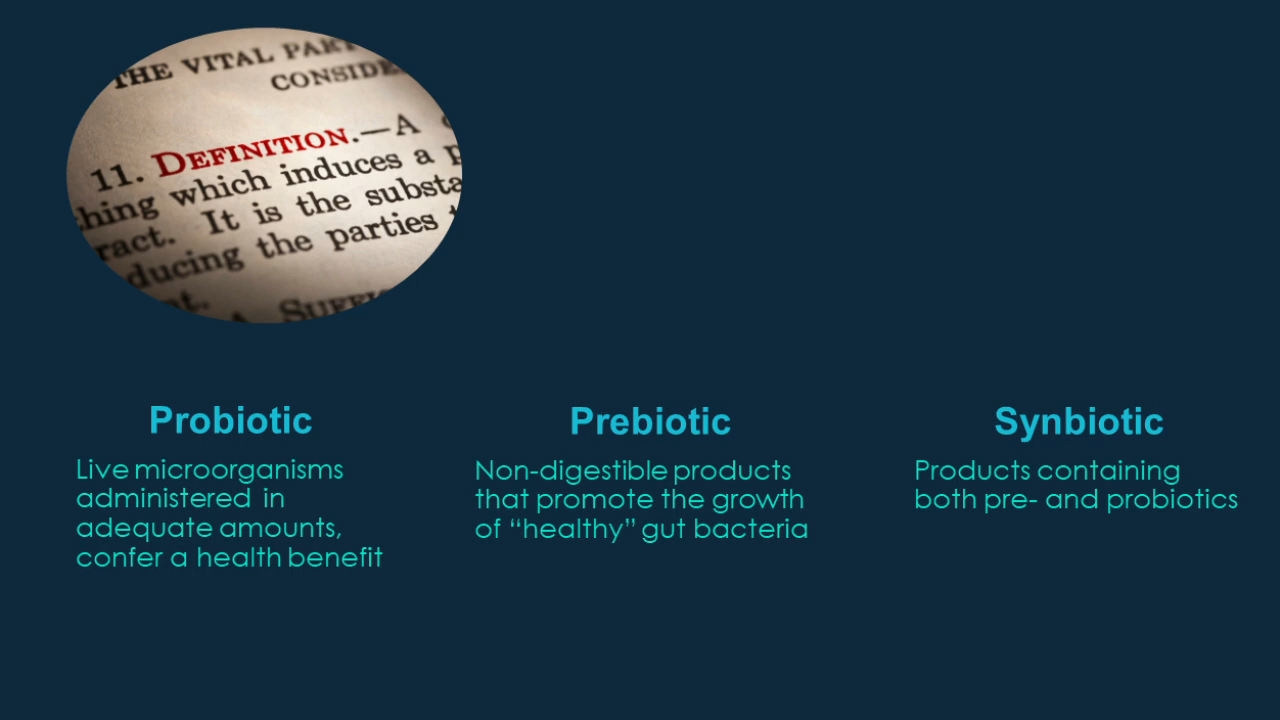 THE VITAL PART
CONSIDE
11. DEFINITION.—A
hing which induces a p
ract. It is the substa
ducing the parties
A SUFFIC
Probiotic
Live microorganisms
administered in
adequate amounts,
confer a health benefit
Prebiotic
Non-digestible products
that promote the growth
of “healthy” gut bacteria
Synbiotic
Products containing
both pre- and probiotics